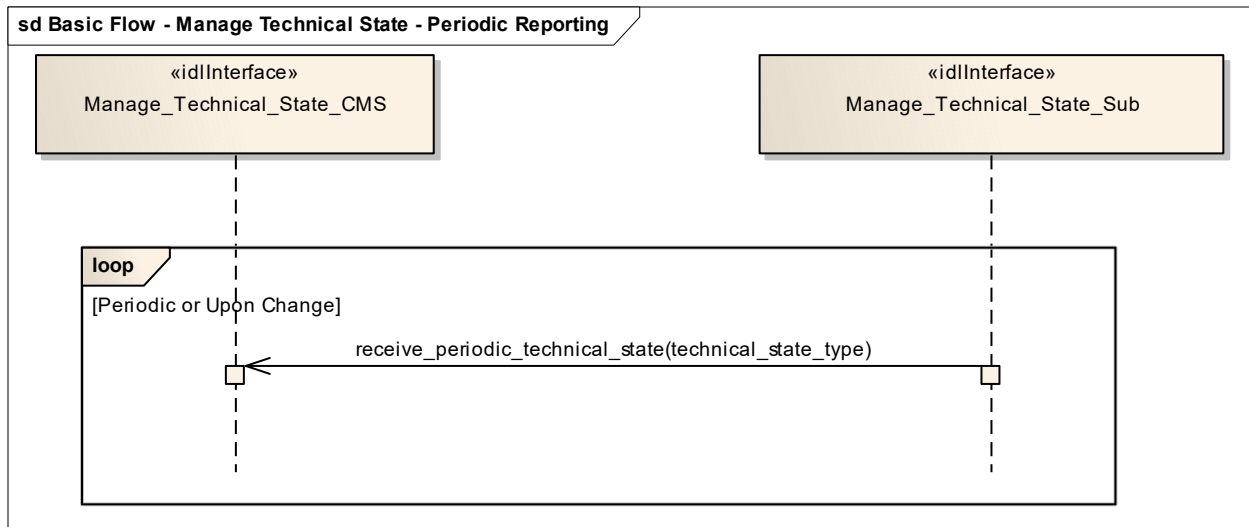 sd Basic Flow - Manage Technical State - Periodic Reporting
«idlInterface»
Manage_Technical_State_CMS
«idlInterface»
Manage_Technical_State_Sub
loop
[Periodic or Upon Change]
receive_periodic_technical_state(technical_state_type)